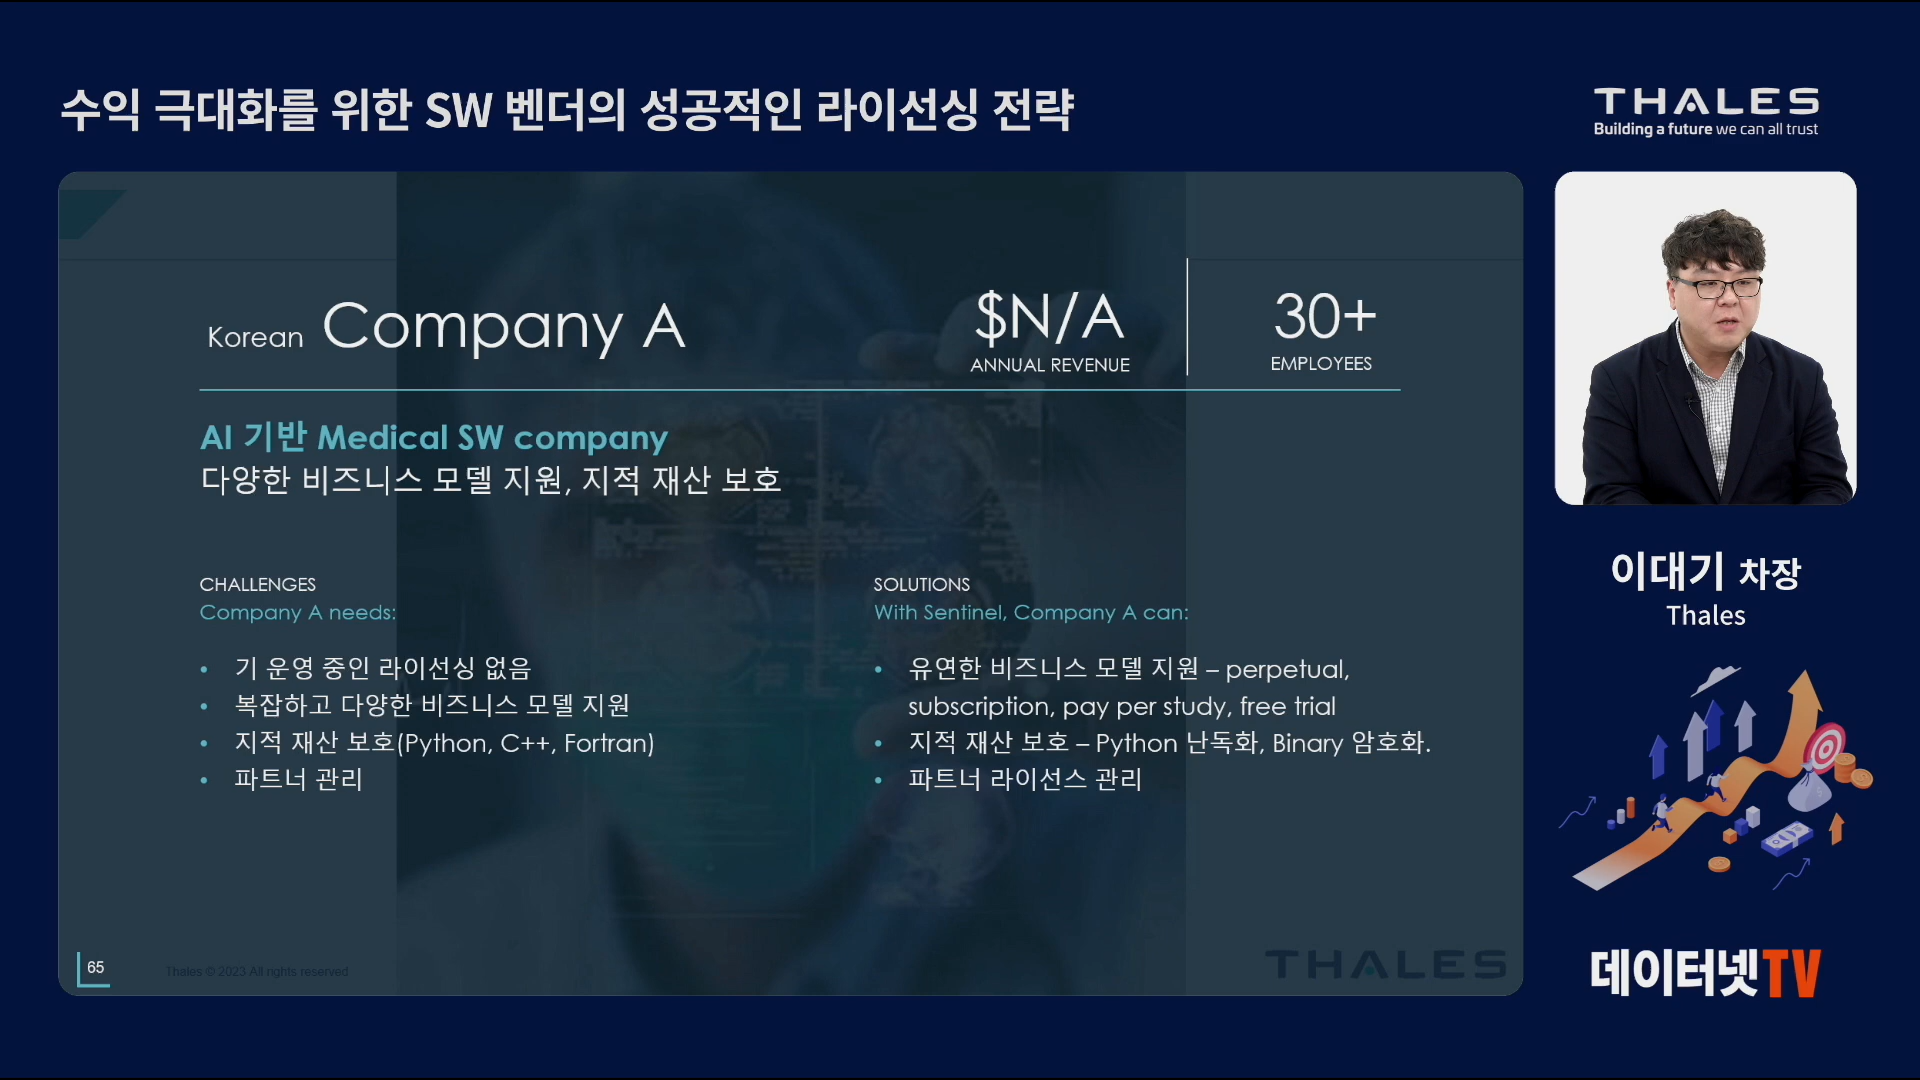 수익 극대화를 위한 SW 벤더의 성공적인 라이선싱 전략
THALES
Building a future we can all trust
Korean Company A
$N/A
ANNUAL REVENUE
30+
EMPLOYEES
AI 기반 Medical SW company
다양한 비즈니스 모델 지원, 지적 재산 보호
CHALLENGES
Company A needs:
• 기 운영 중인 라이선싱 없음
• 복잡하고 다양한 비즈니스 모델 지원
• 지적 재산 보호(Python, C++, Fortran)
• 파트너 관리
SOLUTIONS
With Sentinel, Company A can:
• 유연한 비즈니스 모델 지원 – perpetual,
subscription, pay per study, free trial
• 지적 재산 보호 – Python 난독화, Binary 암호화.
• 파트너 라이선스 관리
65
Thales © 2023 All rights reserved
THALES
이대기 차장
Thales
데이터넷TV